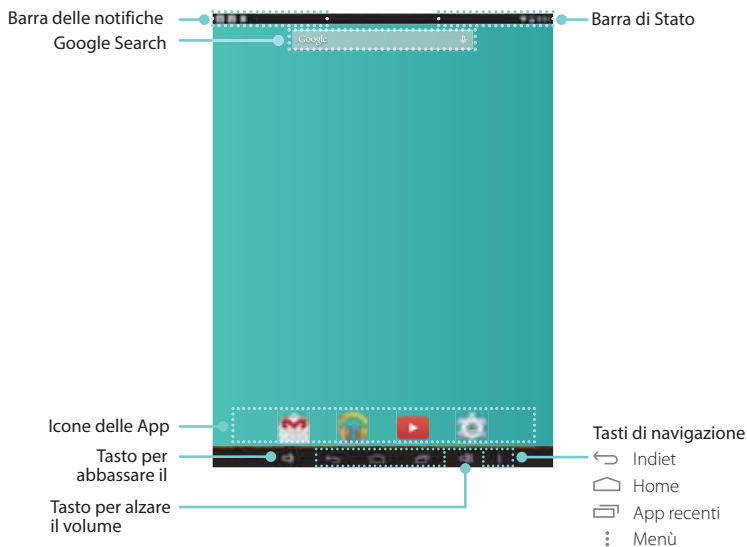 Barra delle notifiche
Barra di Stato
Google Search
Google
Icone delle App
Tasto per
abbassare il
Tasto per alzare
il volume
Tasti di navigazione
Indiet
Home
App recenti
Menù